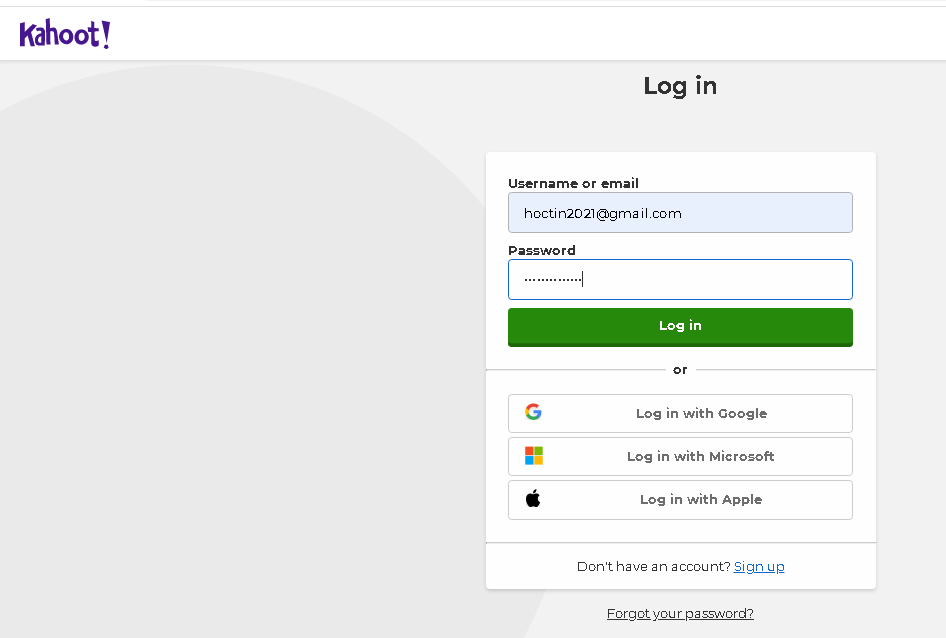 Kahoot!
Log in
Username or email
hoctin2021@gmail.com
Password
Log in
or
Log in with Google
Log in with Microsoft
Log in with Apple
Don't have an account? Sign up
Forgot your password?